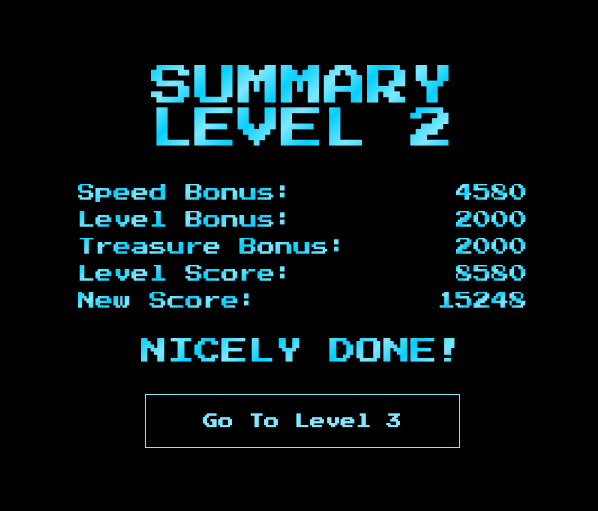 SUMMARY
LEVEL 2
Speed Bonus: 4580
Level Bonus: 2000
Treasure Bonus: 2000
Level Score: 8580
New Score: 15248
NICELY DONE!
Go To Level 3